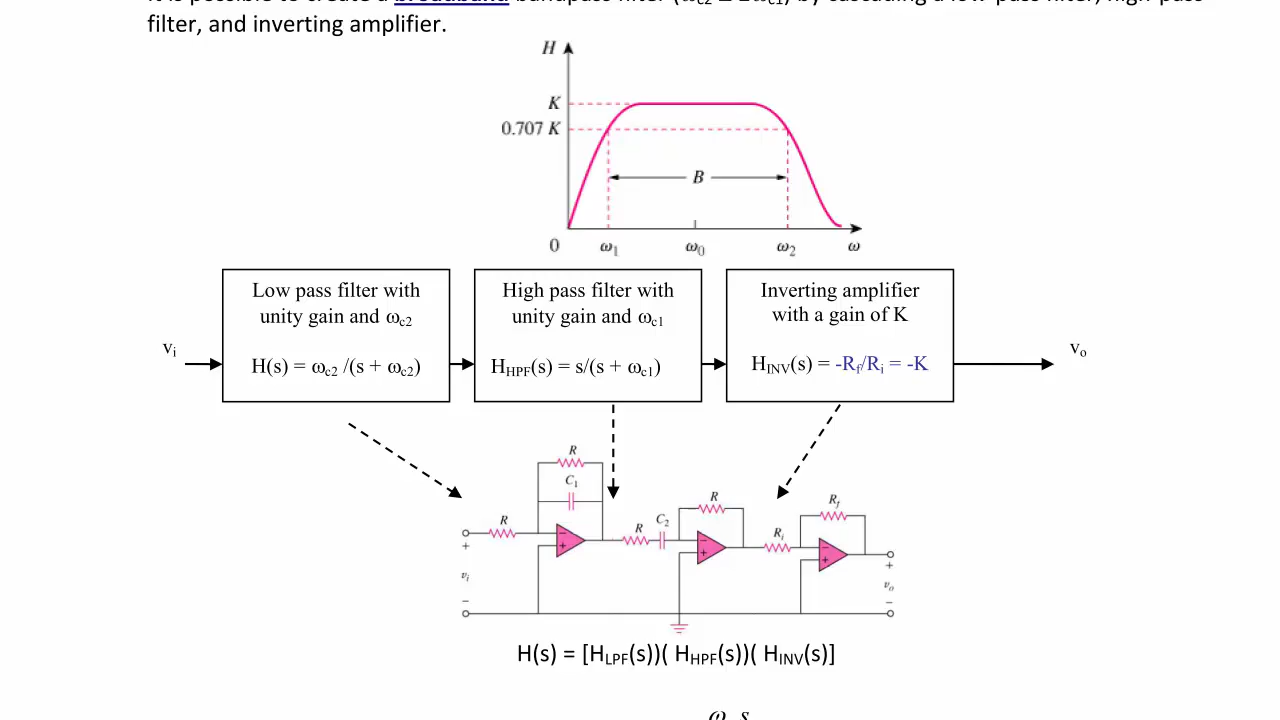 filter, and inverting amplifier.
H
K
0.707 K
B
0 ω1 ω0 ω2 ω
Low pass filter with
unity gain and ωc2
H(s) = ωc2 /(s + ωc2)
High pass filter with
unity gain and ωc1
HHPF(s) = s/(s + ωc1)
Inverting amplifier
with a gain of K
HINV(s) = -Rf/Ri = -K
vi
vo
R
C1
R
R
C2
R
Ri
Rf
+
vi
−
−
+
−
+
−
+
+
vo
−
H(s) = [HLPF(s))( HHPF(s))( HINV(s)]